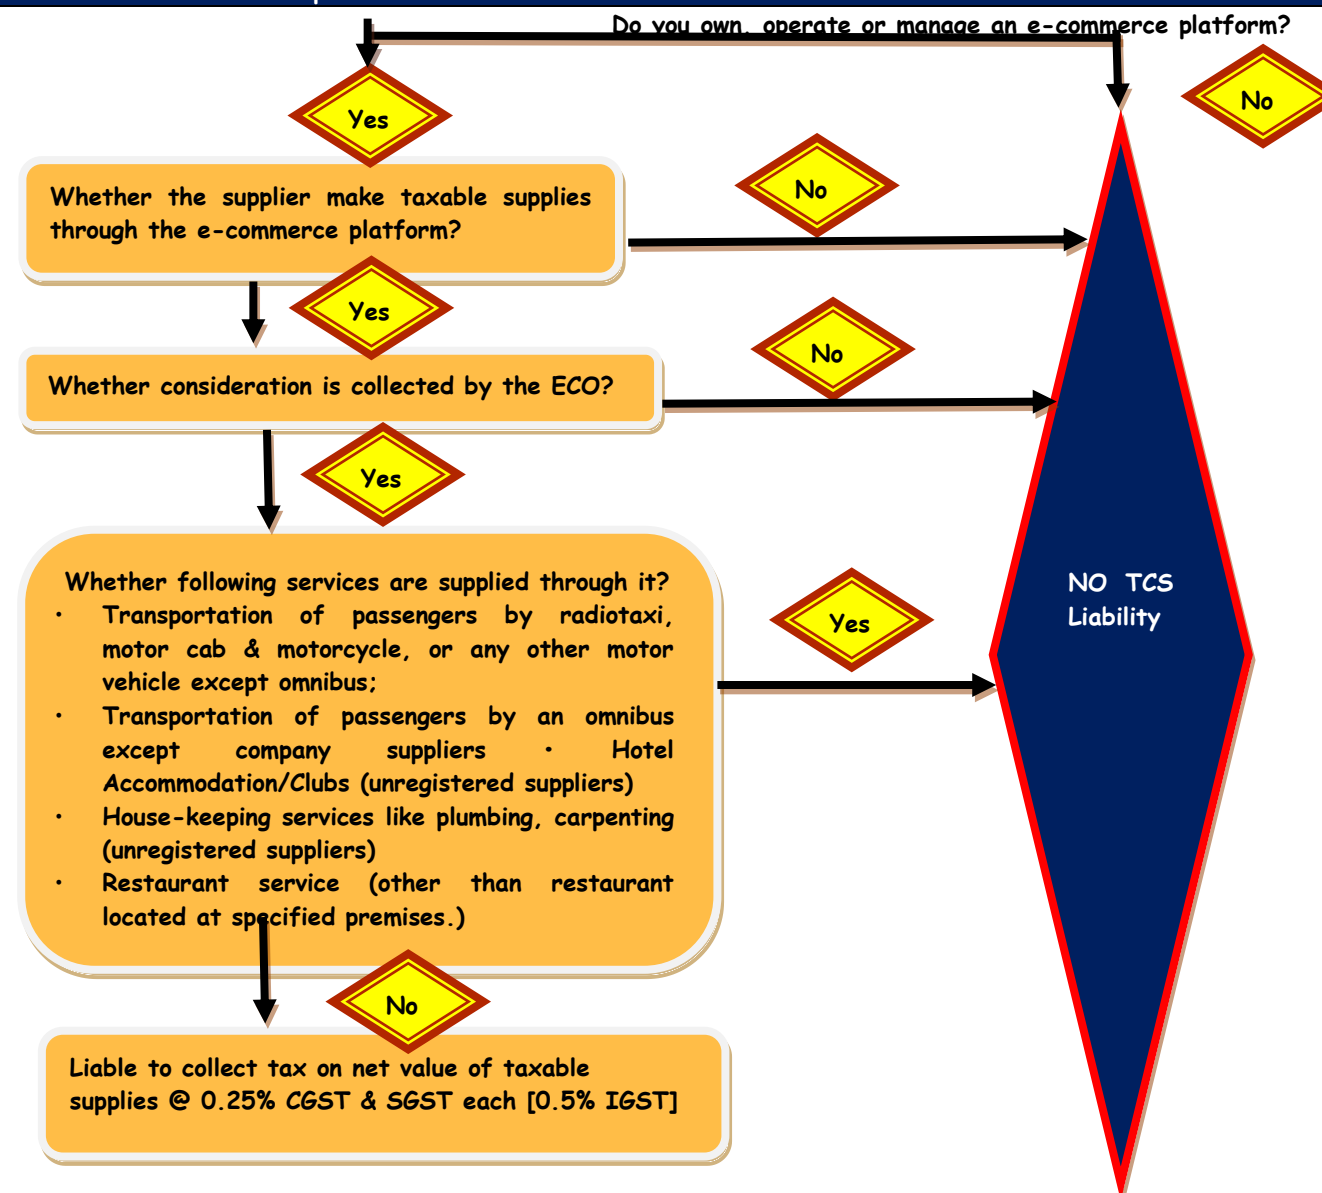 Do you own, operate or manage an e-commerce platform?
Yes
No
Whether the supplier make taxable supplies
through the e-commerce platform?
No
Yes
Whether consideration is collected by the ECO?
No
Yes
Whether following services are supplied through it?
• Transportation of passengers by radiotaxi,
motor cab & motorcycle, or any other motor
vehicle except omnibus;
• Transportation of passengers by an omnibus
except company suppliers • Hotel
Accommodation/Clubs (unregistered suppliers)
• House-keeping services like plumbing, carpenting
(unregistered suppliers)
• Restaurant service (other than restaurant
located at specified premises.)
Yes
NO TCS
Liability
No
Liable to collect tax on net value of taxable
supplies @ 0.25% CGST & SGST each [0.5% IGST]